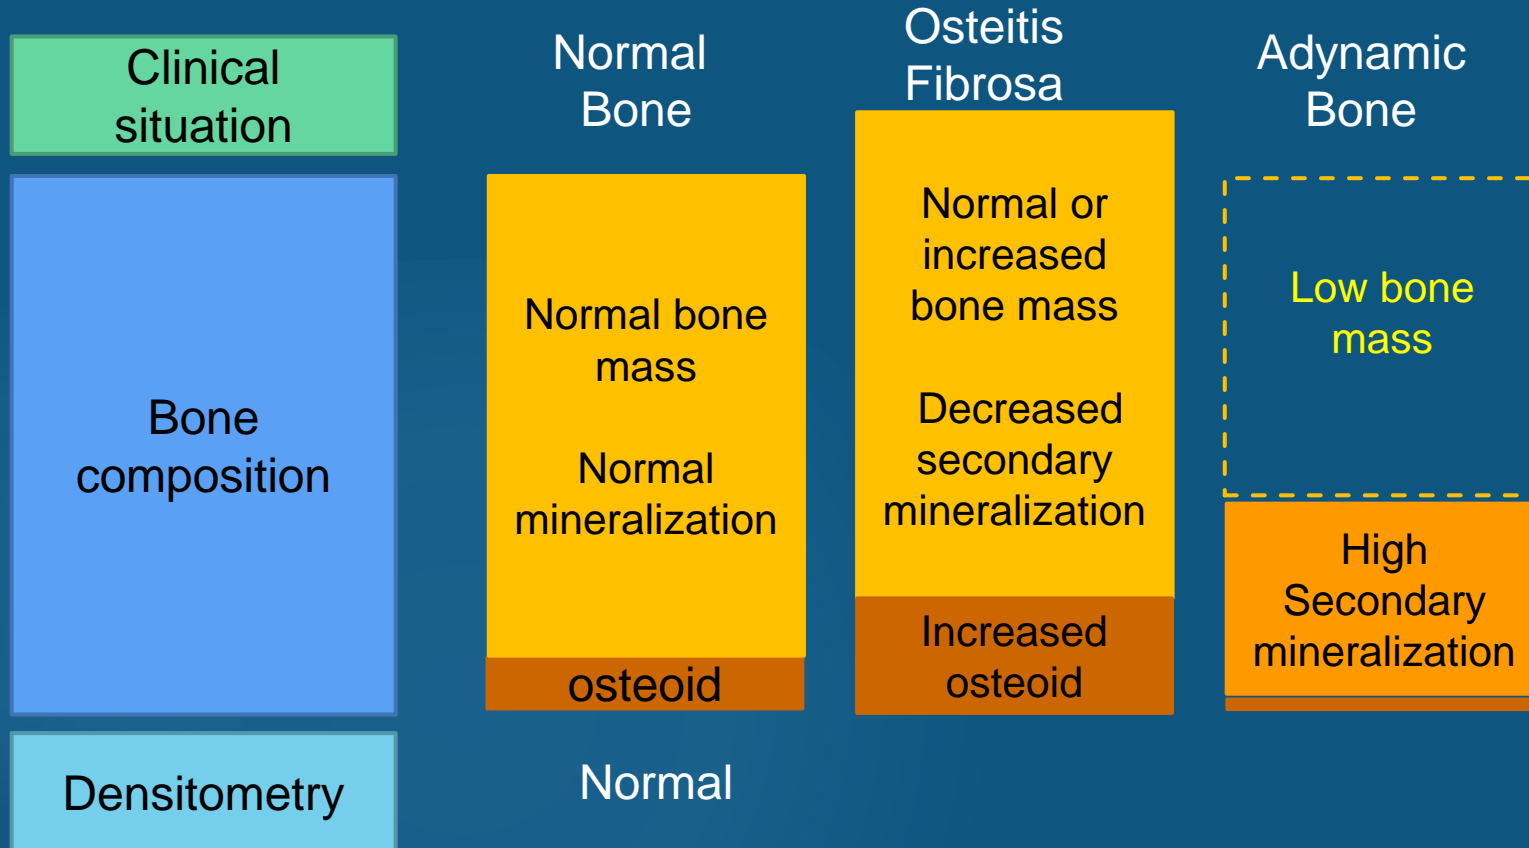 Clinical
situation
Normal
Bone
Osteitis
Fibrosa
Adynamic
Bone
Bone
composition
Normal bone
mass
Normal
mineralization
osteoid
Normal or
increased
bone mass
Decreased
secondary
mineralization
Increased
osteoid
Low bone
mass
High
Secondary
mineralization
Densitometry
Normal